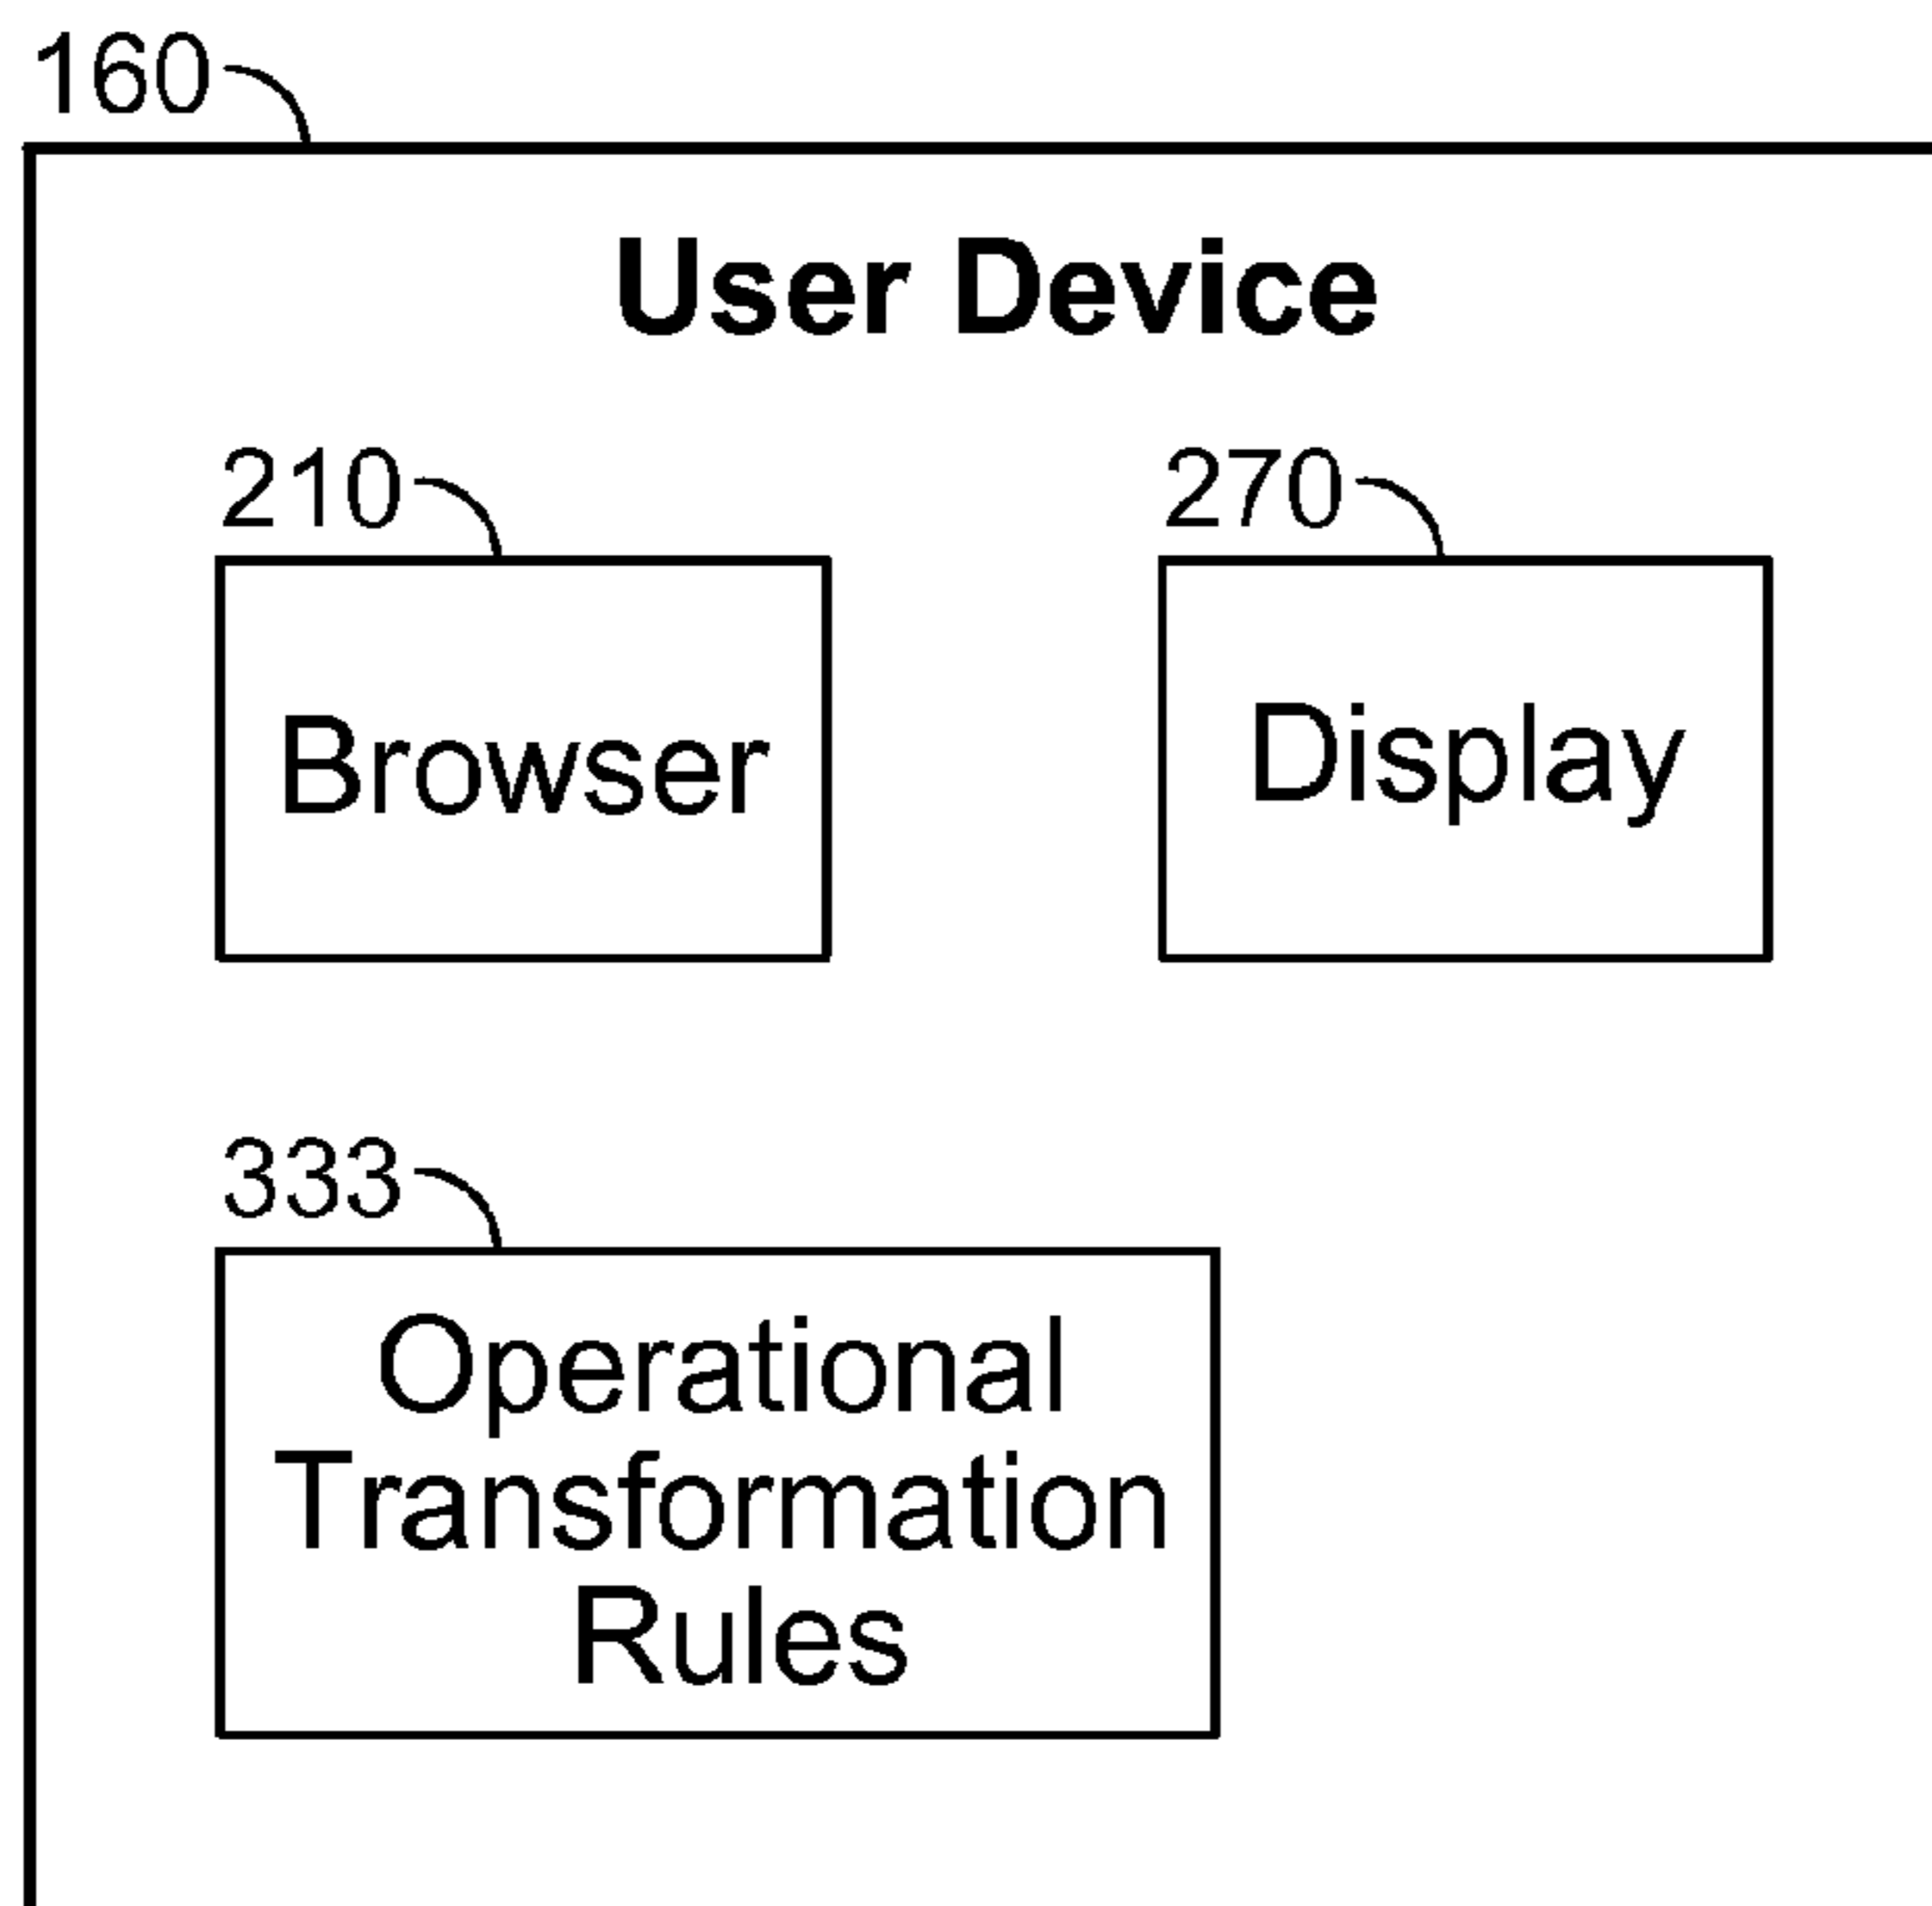 160
User Device
210
270
Browser
Display
333
Operational
Transformation
Rules